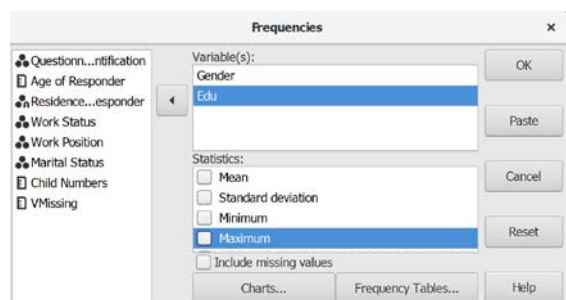 Frequencies
×
Questionn...ntification
Age of Responder
Residence...esponder
Work Status
Work Position
Marital Status
Child Numbers
VMissing
Variable(s):
Gender
Edu
Statistics:
Mean
Standard deviation
Minimum
Maximum
Include missing values
Charts...
Frequency Tables...
OK
Paste
Cancel
Reset
Help